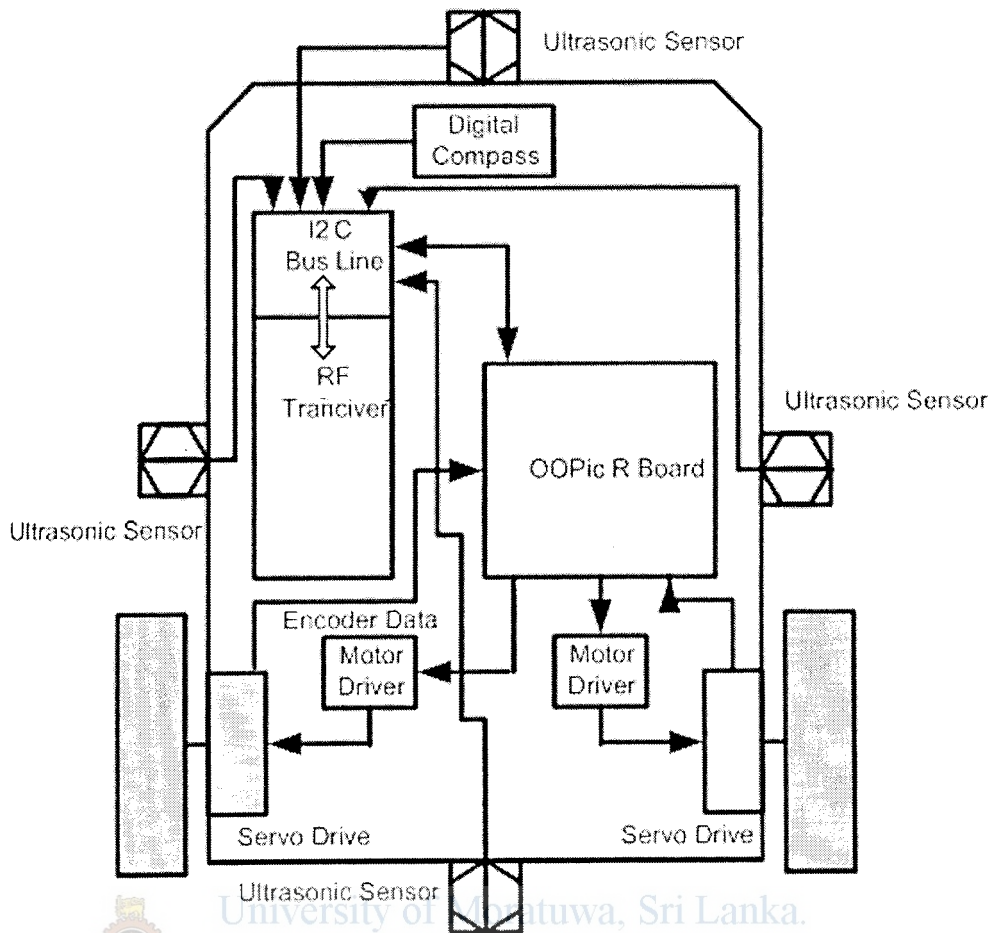 Ultrasonic Sensor
Digital
Compass
I2C
Bus Line
RF
Tranciver
Ultrasonic Sensor
OOPic R Board
Ultrasonic Sensor
Encoder Data
Motor
Driver
Motor
Driver
Servo Drive
Servo Drive
Ultrasonic Sensor
University of Moratuwa, Sri Lanka.